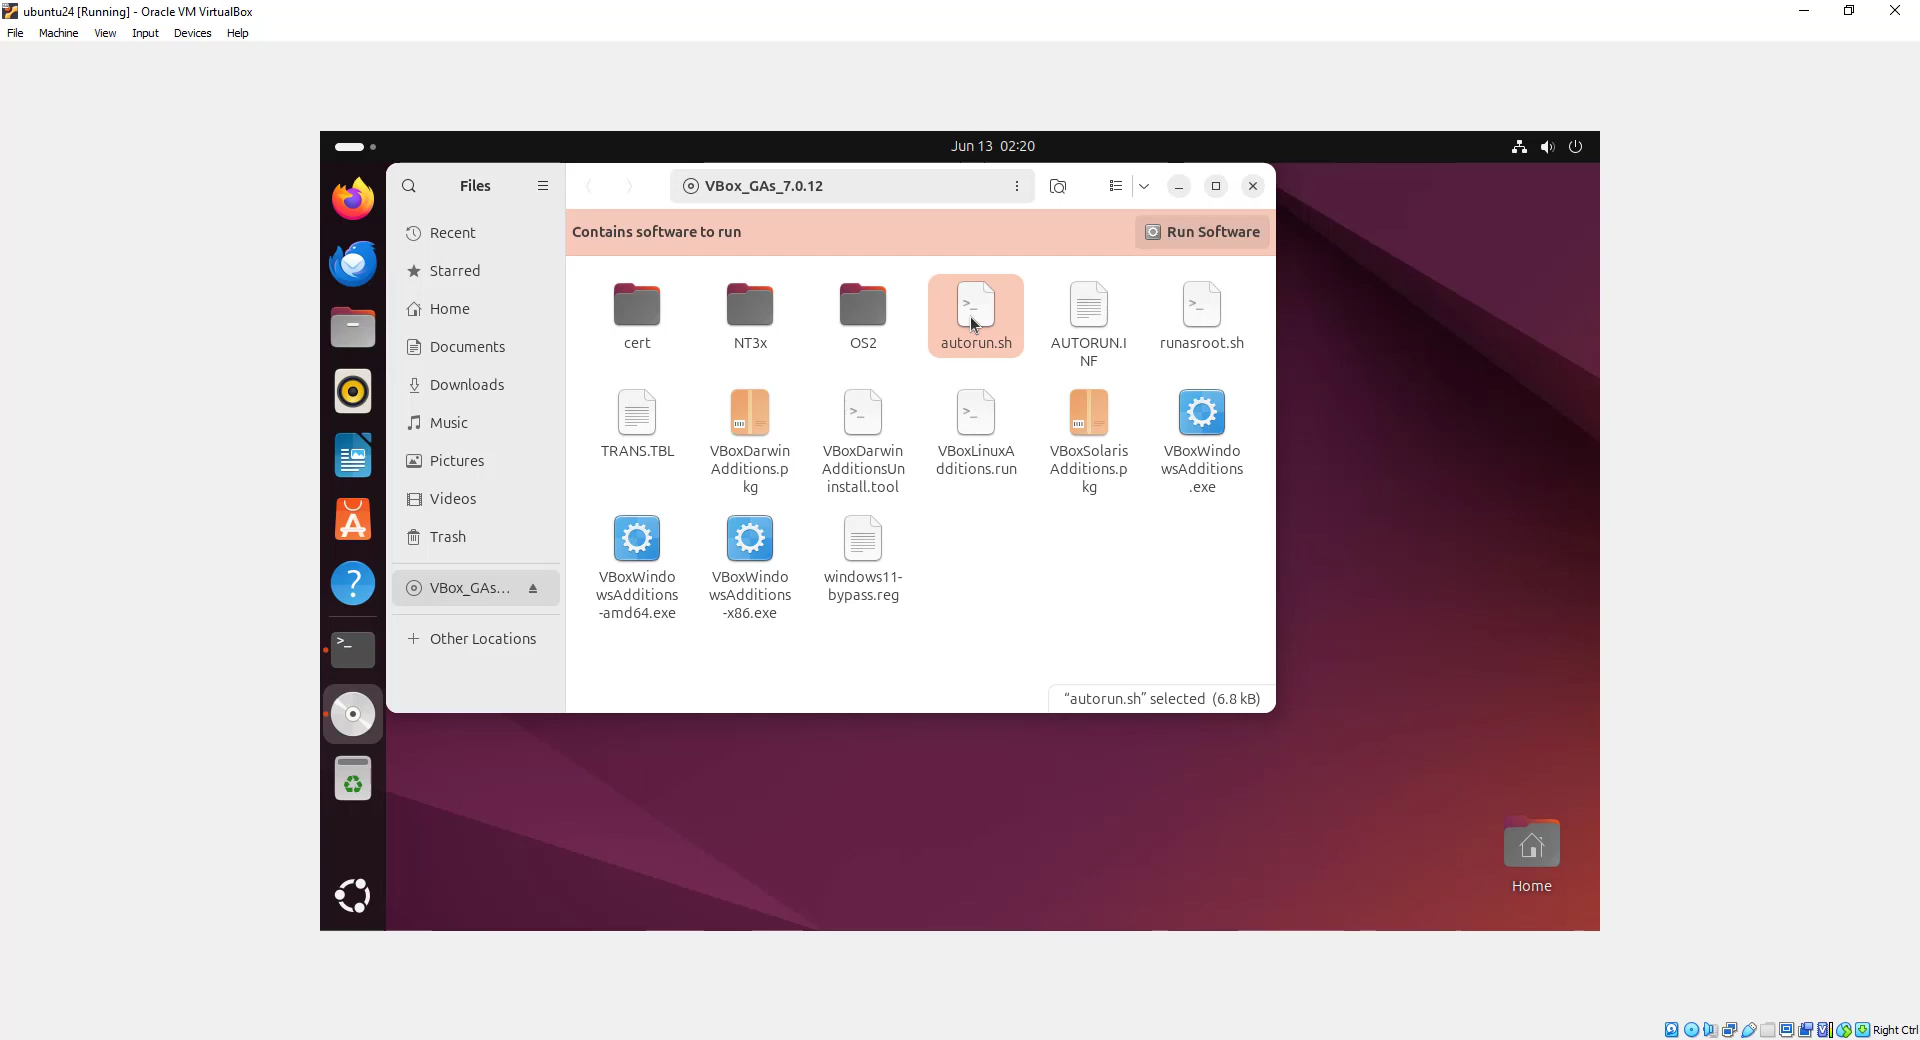 ubuntu24 [Running] - Oracle VM VirtualBox
File Machine View Input Devices Help
Jun 13 02:20
Files
VBox_GAs_7.0.12
Contains software to run
Run Software
Recent
Starred
Home
Documents
Downloads
Music
Pictures
Videos
Trash
VBox_GAs...
Other Locations
cert
NT3x
OS2
autorun.sh
AUTORUN.I
NF
runasroot.sh
TRANS.TBL
VBoxDarwin
Additions.p
kg
VBoxDarwin
AdditionsUn
install.tool
VBoxLinuxA
dditions.run
VBoxSolaris
Additions.p
kg
VBoxWindo
wsAdditions
.exe
VBoxWindo
wsAdditions
-amd64.exe
VBoxWindo
wsAdditions
-x86.exe
windows11-
bypass.reg
“autorun.sh” selected (6.8 kB)
Home
Right Ctrl